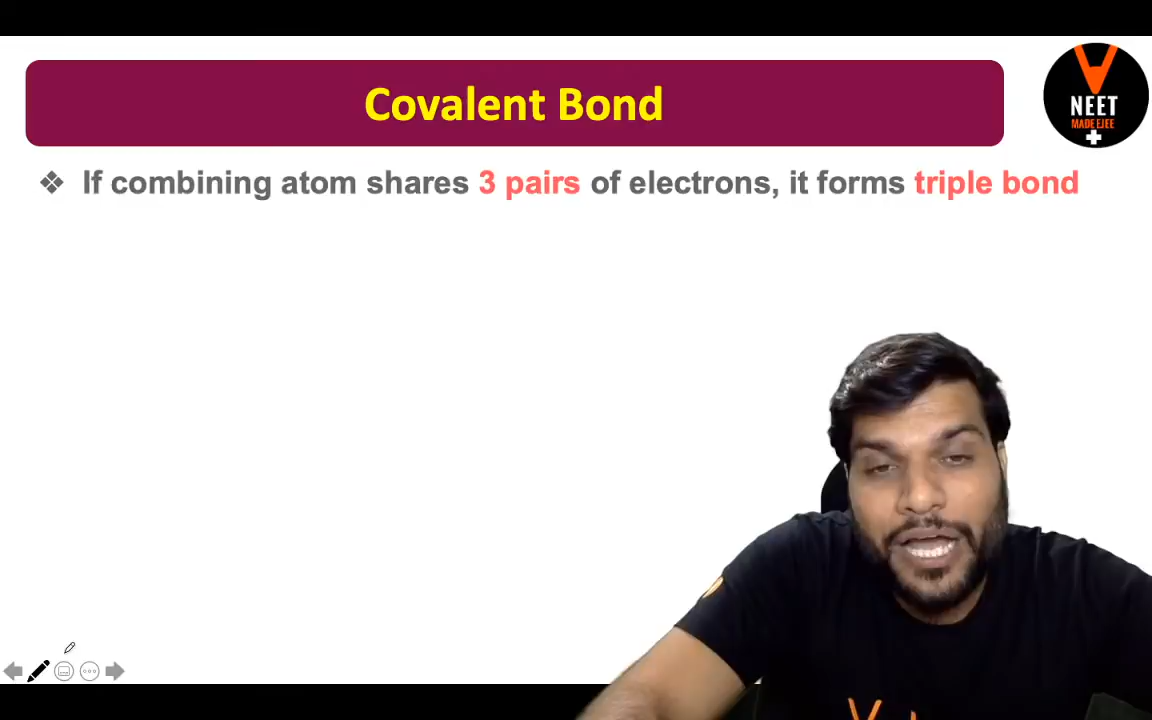 Covalent Bond
NEET
MADE EJEE
❖ If combining atom shares 3 pairs of electrons, it forms triple bond